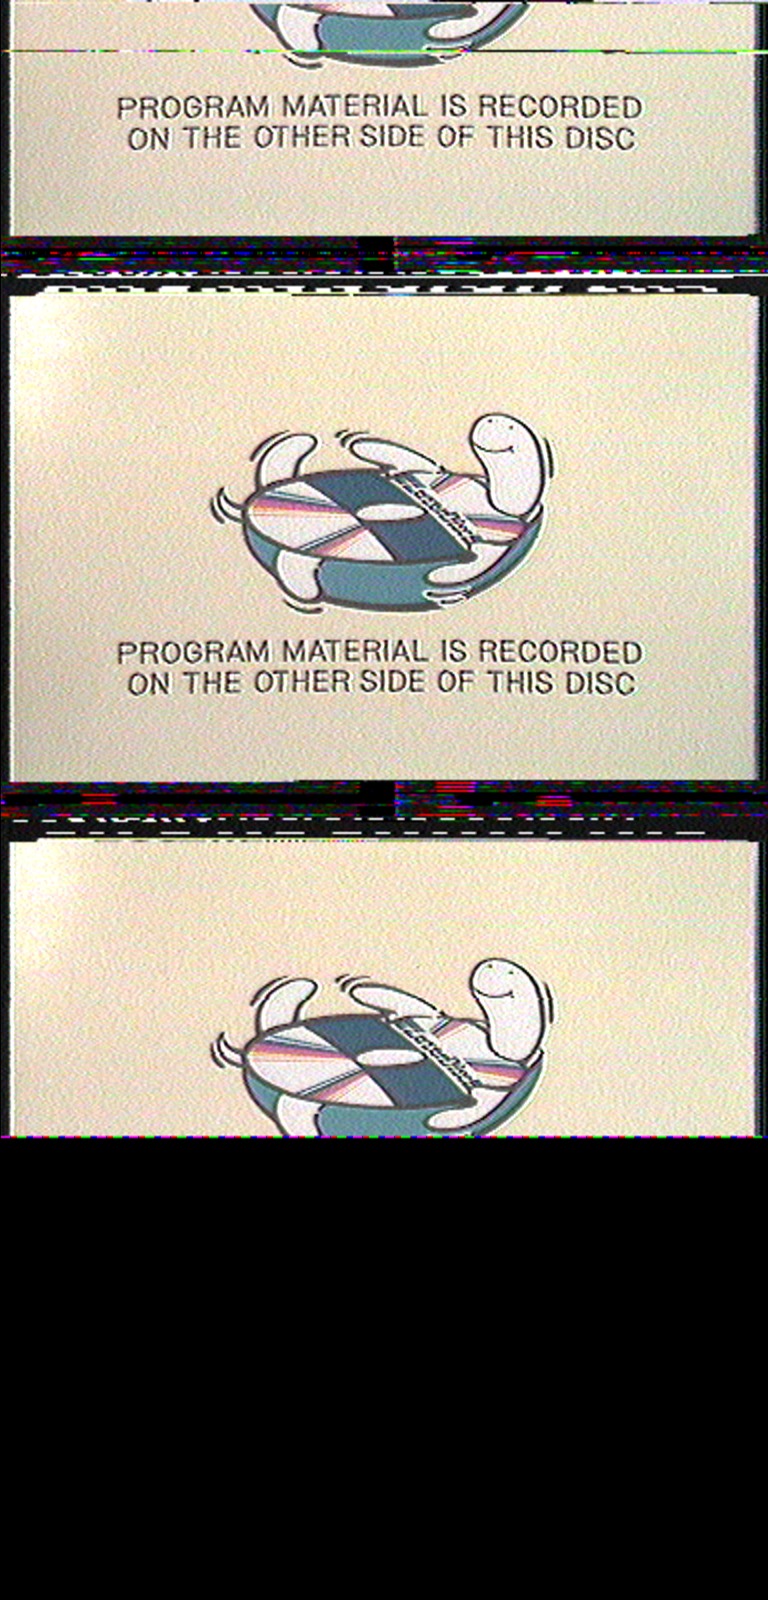 PROGRAM MATERIAL IS RECORDED
ON THE OTHER SIDE OF THIS DISC
PROGRAM MATERIAL IS RECORDED
ON THE OTHER SIDE OF THIS DISC